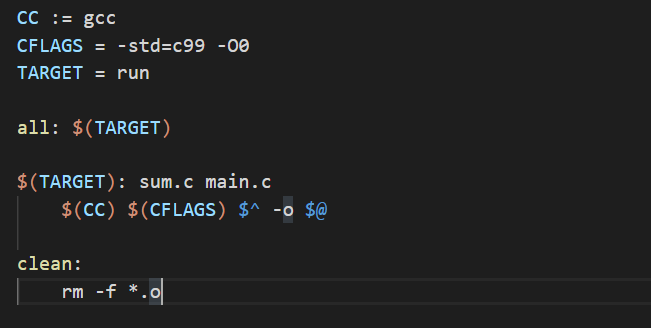 CC := gcc
CFLAGS = -std=c99 -O0
TARGET = run
all: $(TARGET)
$(TARGET): sum.c main.c
$(CC) $(CFLAGS) $^ -o $@
clean:
rm -f *.o